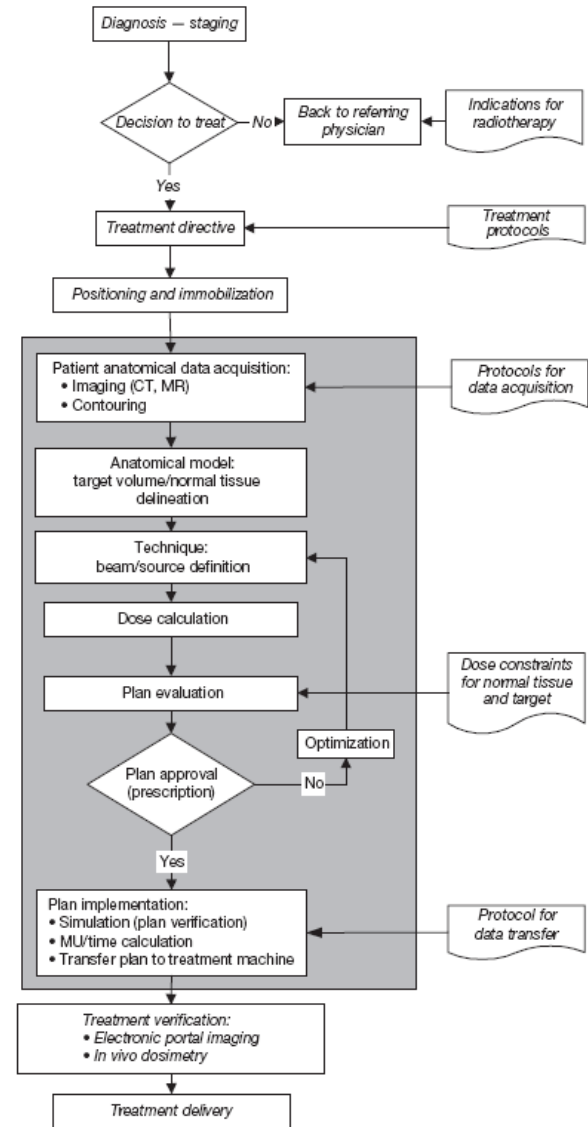 Diagnosis — staging
Decision to treat
No
Back to referring
physician
Indications for
radiotherapy
Yes
Treatment directive
Treatment
protocols
Positioning and immobilization
Patient anatomical data acquisition:
• Imaging (CT, MR)
• Contouring
Protocols for
data acquisition
Anatomical model:
target volume/normal tissue
delineation
Technique:
beam/source definition
Dose calculation
Plan evaluation
Dose constraints
for normal tissue
and target
Optimization
Plan approval
(prescription)
No
Yes
Plan implementation:
• Simulation (plan verification)
• MU/time calculation
• Transfer plan to treatment machine
Protocol for
data transfer
Treatment verification:
• Electronic portal imaging
• In vivo dosimetry
Treatment delivery